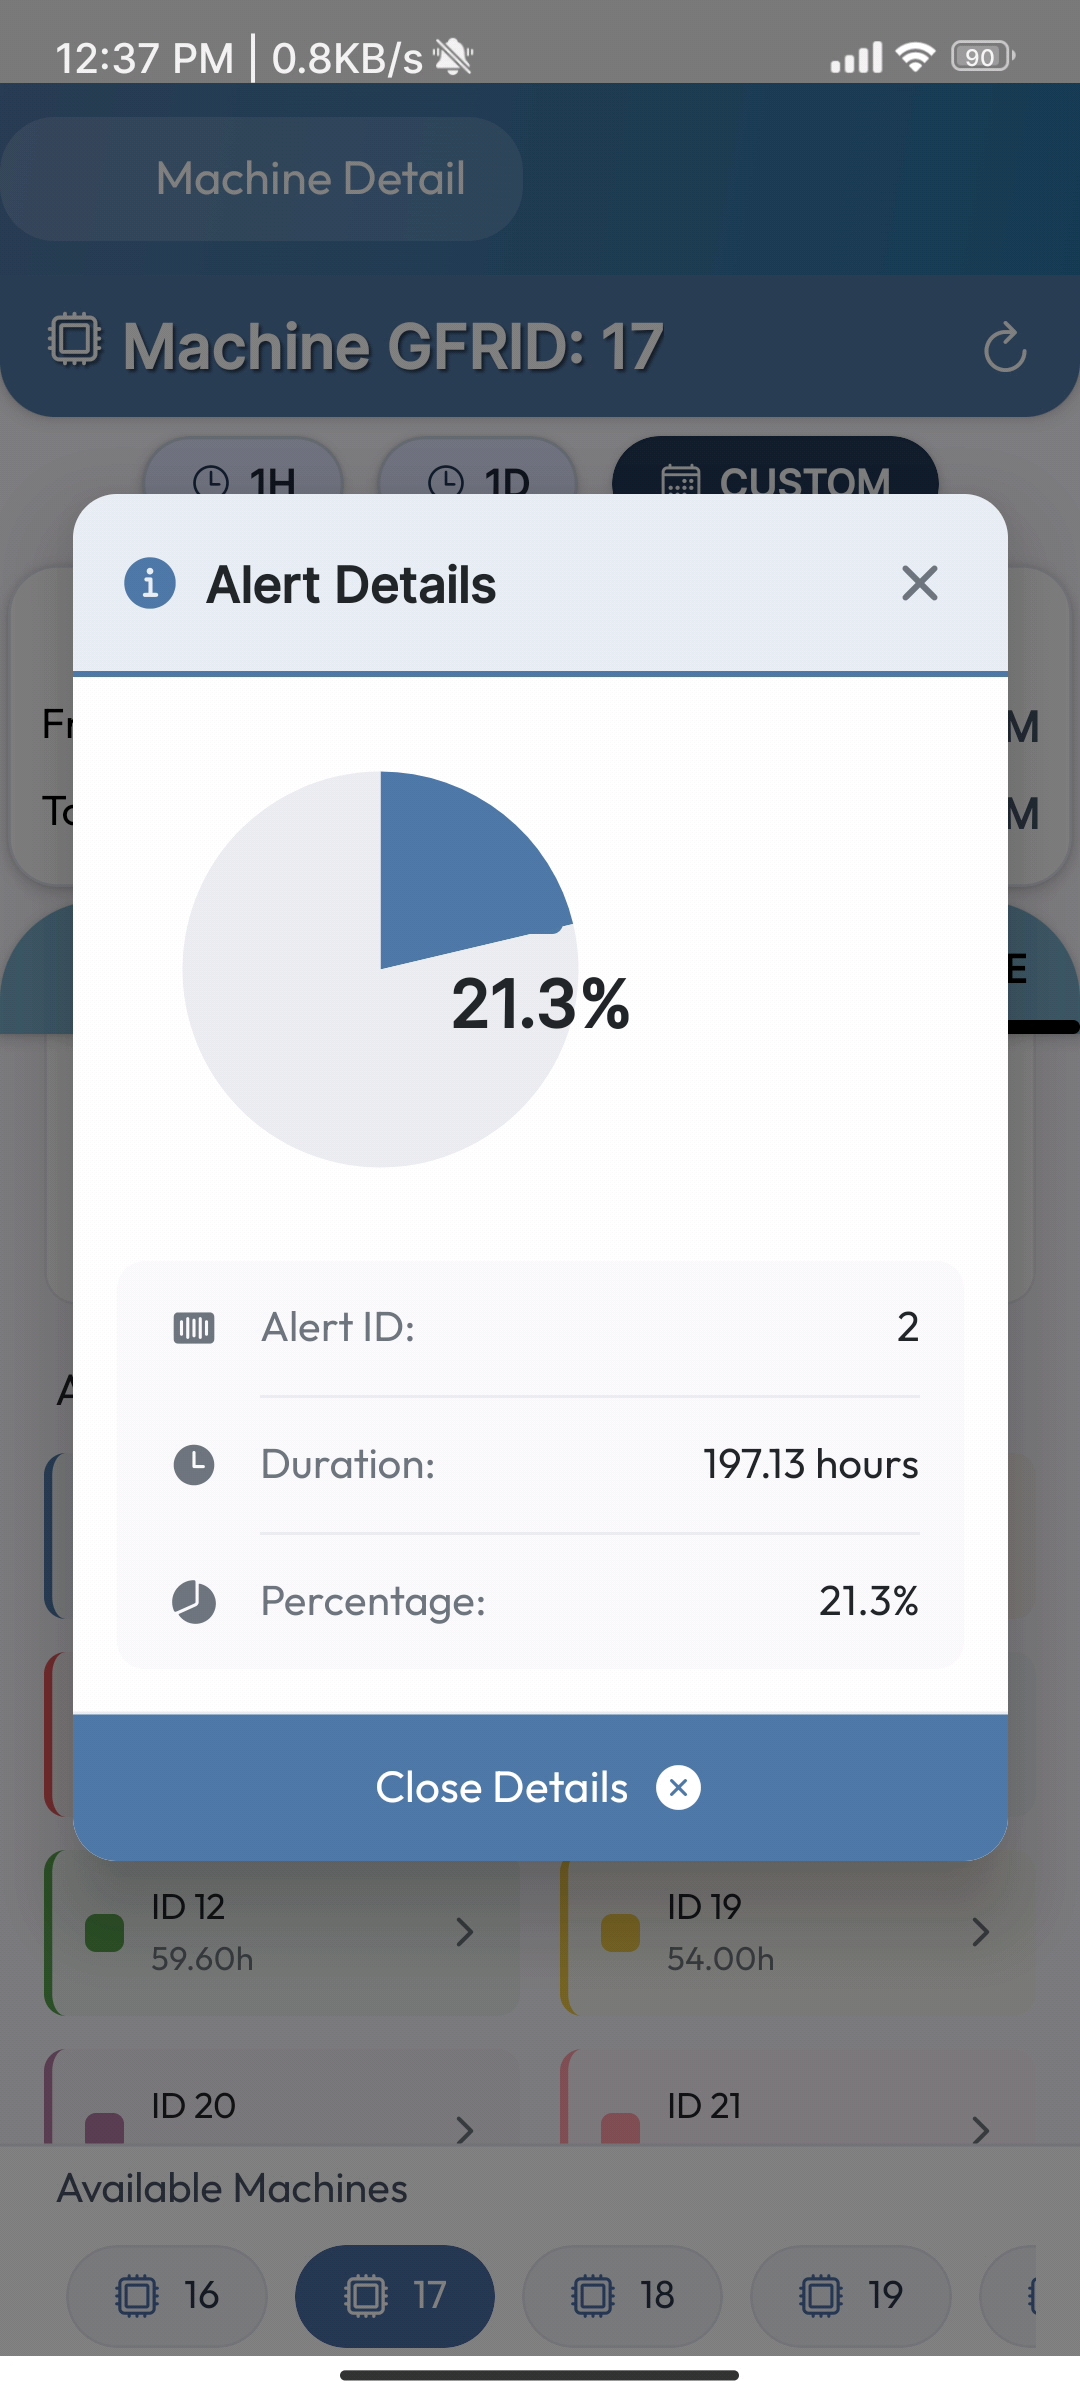 12:37 PM | 0.8KB/s
90
Machine Detail
Machine GFRID: 17
1H
1D
CUSTOM
Alert Details
M
M
E
21.3%
Alert ID: 2
Duration: 197.13 hours
Percentage: 21.3%
Close Details
ID 12
59.60h
ID 19
54.00h
ID 20
ID 21
Available Machines
16
17
18
19